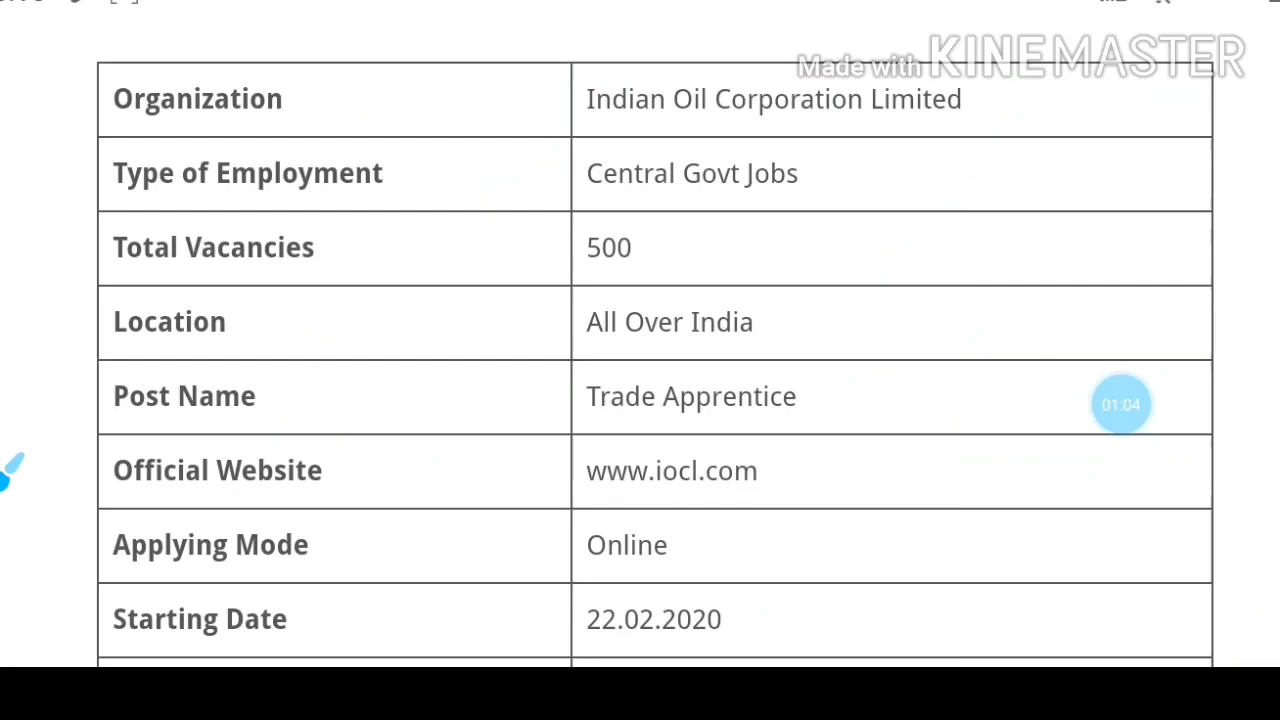 Made with KINEMASTER
Organization Indian Oil Corporation Limited
Type of Employment Central Govt Jobs
Total Vacancies 500
Location All Over India
Post Name Trade Apprentice
01:04
Official Website www.iocl.com
Applying Mode Online
Starting Date 22.02.2020